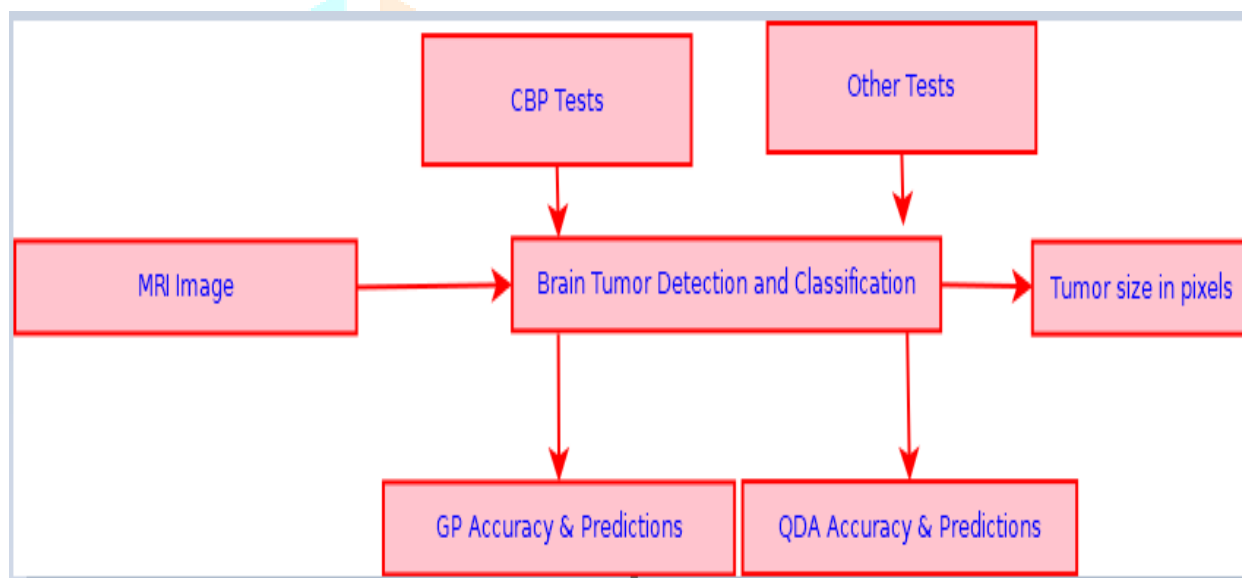 CBP Tests
Other Tests
MRI Image
Brain Tumor Detection and Classification
Tumor size in pixels
GP Accuracy & Predictions
QDA Accuracy & Predictions